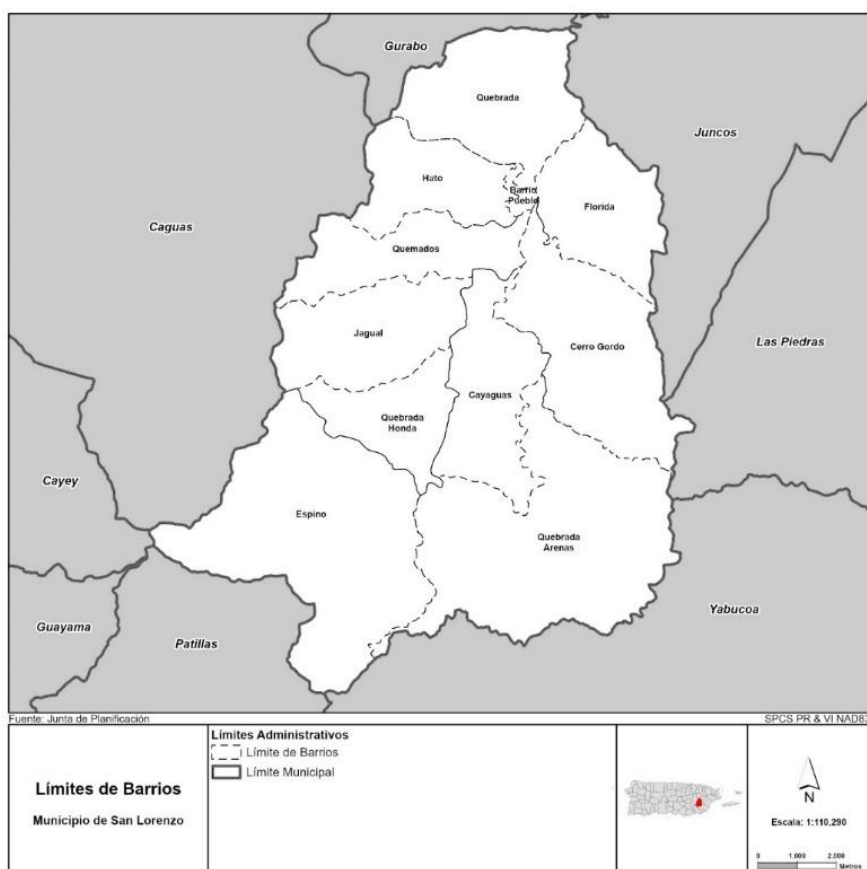 Gurabo
Quebrada
Juncos
Hato
Barrio
Pueblo
Florida
Caguas
Quemados
Jagual
Cerro Gordo
Las Piedras
Cayaguas
Quebrada
Honda
Cayey
Espino
Quebrada
Arenas
Yabucoa
Guayama
Patillas
Fuente: Junta de Planificación
SPCS PR & VI NAD83
Límites de Barrios
Municipio de San Lorenzo
Límites Administrativos
Límite de Barrios
Límite Municipal
N
Escala: 1:110,290
0 1,000 2,000
Metros